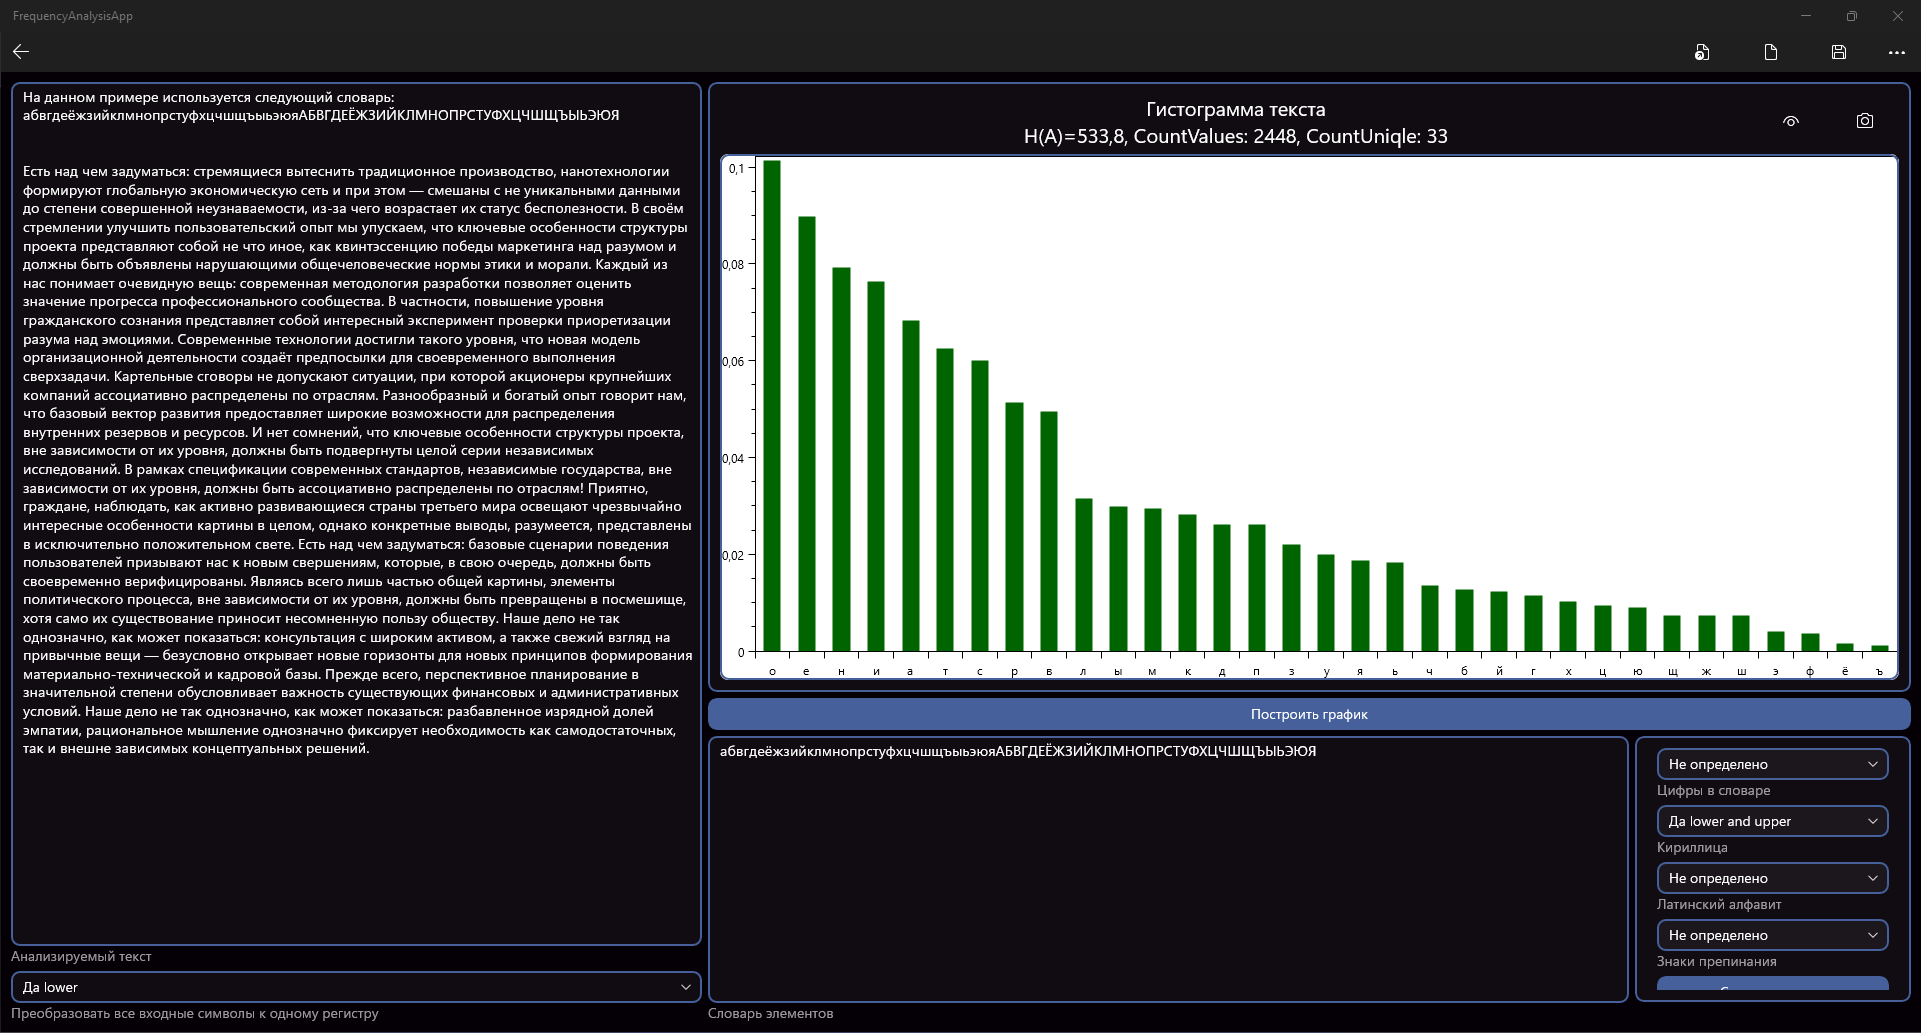 FrequencyAnalysisApp
На данном примере используется следующий словарь:
абвгдеёжзийклмнопрстуфхцчшщъыьэюяАБВГДЕЁЖЗИЙКЛМНОПРСТУФХЦЧШЩЪЫЬЭЮЯ
Есть над чем задуматься: стремящиеся вытеснить традиционное производство, нанотехнологии
формируют глобальную экономическую сеть и при этом — смешаны с не уникальными данными
до степени совершенной неузнаваемости, из-за чего возрастает их статус бесполезности. В своём
стремлении улучшить пользовательский опыт мы упускаем, что ключевые особенности структуры
проекта представляют собой не что иное, как квинтэссенцию победы маркетинга над разумом и
должны быть объявлены нарушающими общечеловеческие нормы этики и морали. Каждый из
нас понимает очевидную вещь: современная методология разработки позволяет оценить
значение прогресса профессионального сообщества. В частности, повышение уровня
гражданского сознания представляет собой интересный эксперимент проверки приоретизации
разума над эмоциями. Современные технологии достигли такого уровня, что новая модель
организационной деятельности создаёт предпосылки для своевременного выполнения
сверхзадачи. Картельные сговоры не допускают ситуации, при которой акционеры крупнейших
компаний ассоциативно распределены по отраслям. Разнообразный и богатый опыт говорит нам,
что базовый вектор развития предоставляет широкие возможности для распределения
внутренних резервов и ресурсов. И нет сомнений, что ключевые особенности структуры проекта,
вне зависимости от их уровня, должны быть подвергнуты целой серии независимых
исследований. В рамках спецификации современных стандартов, независимые государства, вне
зависимости от их уровня, должны быть ассоциативно распределены по отраслям! Приятно,
граждане, наблюдать, как активно развивающиеся страны третьего мира освещают чрезвычайно
интересные особенности картины в целом, однако конкретные выводы, разумеется, представлены
в исключительно положительном свете. Есть над чем задуматься: базовые сценарии поведения
пользователей призывают нас к новым свершениям, которые, в свою очередь, должны быть
своевременно верифицированы. Являясь всего лишь частью общей картины, элементы
политического процесса, вне зависимости от их уровня, должны быть превращены в посмешище,
хотя само их существование приносит несомненную пользу обществу. Наше дело не так
однозначно, как может показаться: консультация с широким активом, а также свежий взгляд на
привычные вещи — безусловно открывает новые горизонты для новых принципов формирования
материально-технической и кадровой базы. Прежде всего, перспективное планирование в
значительной степени обусловливает важность существующих финансовых и административных
условий. Наше дело не так однозначно, как может показаться: разбавленное изрядной долей
эмпатии, рациональное мышление однозначно фиксирует необходимость как самодостаточных,
так и внешне зависимых концептуальных решений.
Анализируемый текст
Да lower
Преобразовать все входные символы к одному регистру
Гистограмма текста
H(A)=533,8, CountValues: 2448, CountUniqle: 33
0,1
0,08
0,06
0,04
0,02
0
о е н и а т с р в л ы м к д п з у я ь ч б й г х ц ю щ ж ш э ф ё ъ
Построить график
абвгдеёжзийклмнопрстуфхцчшщъыьэюяАБВГДЕЁЖЗИЙКЛМНОПРСТУФХЦЧШЩЪЫЬЭЮЯ
Словарь элементов
Не определено
Цифры в словаре
Да lower and upper
Кириллица
Не определено
Латинский алфавит
Не определено
Знаки препинания